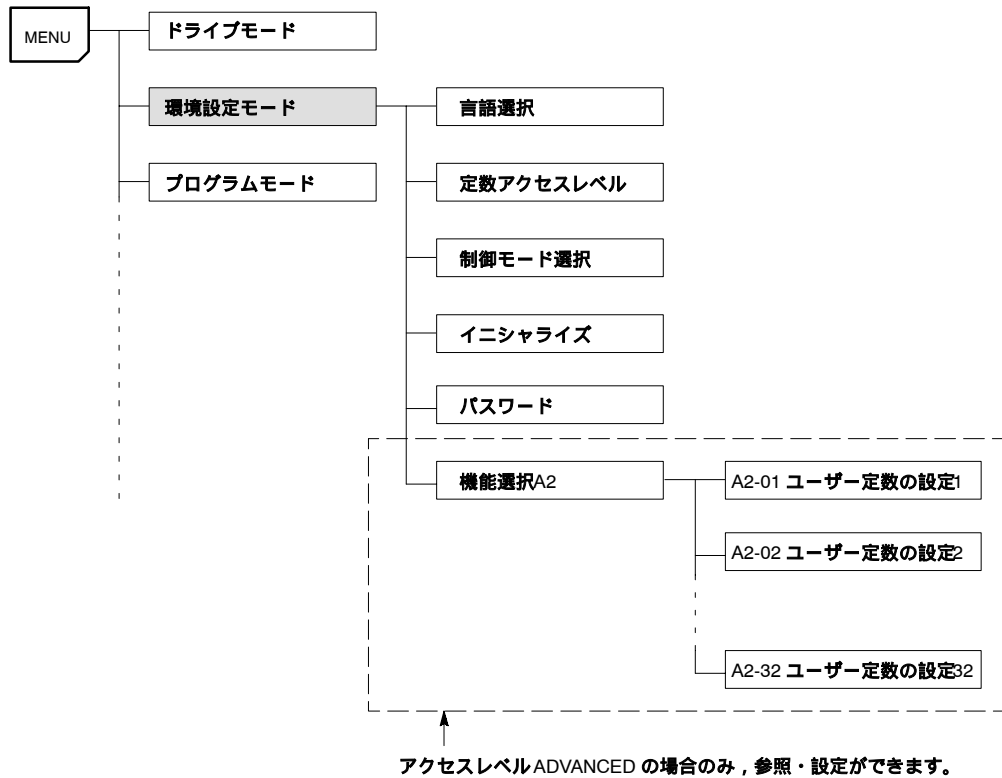 MENU
ドライブモード
環境設定モード
言語選択
定数アクセスレベル
プログラムモード
制御モード選択
イニシャライズ
パスワード
機能選択A2
A2-01 ユーザー定数の設定1
A2-02 ユーザー定数の設定2
A2-32 ユーザー定数の設定32
アクセスレベルADVANCED の場合のみ，参照・設定ができます。